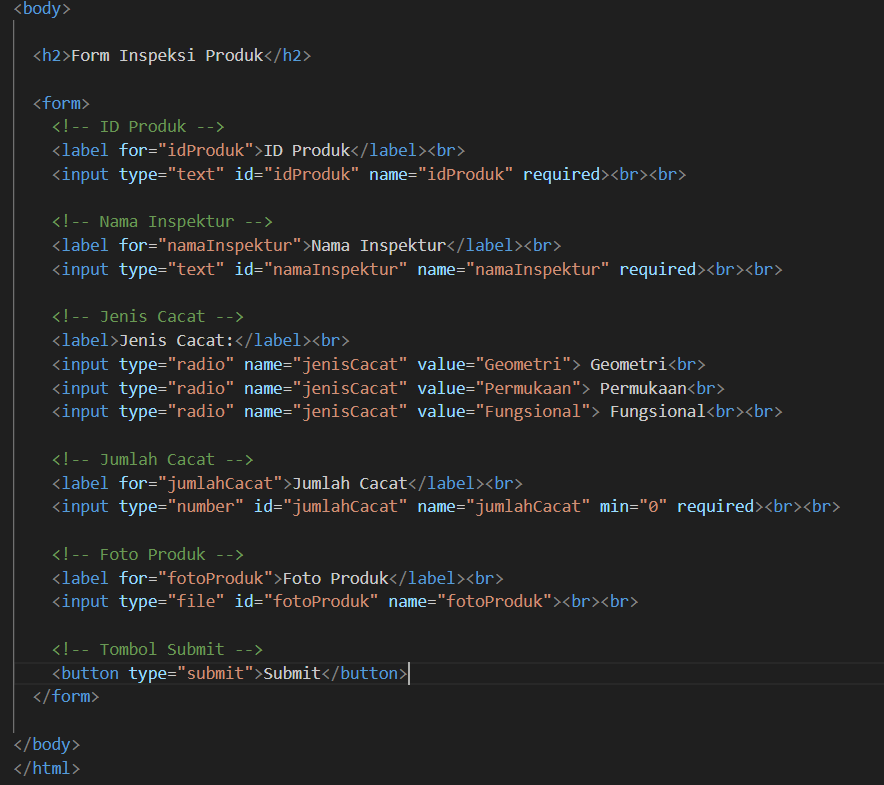 <body>
<h2>Form Inspeksi Produk</h2>
<form>
<!-- ID Produk -->
<label for="idProduk">ID Produk</label><br>
<input type="text" id="idProduk" name="idProduk" required><br><br>
<!-- Nama Inspektur -->
<label for="namaInspektur">Nama Inspektur</label><br>
<input type="text" id="namaInspektur" name="namaInspektur" required><br><br>
<!-- Jenis Cacat -->
<label>Jenis Cacat:</label><br>
<input type="radio" name="jenisCacat" value="Geometri"> Geometri<br>
<input type="radio" name="jenisCacat" value="Permukaan"> Permukaan<br>
<input type="radio" name="jenisCacat" value="Fungsional"> Fungsional<br><br>
<!-- Jumlah Cacat -->
<label for="jumlahCacat">Jumlah Cacat</label><br>
<input type="number" id="jumlahCacat" name="jumlahCacat" min="0" required><br><br>
<!-- Foto Produk -->
<label for="fotoProduk">Foto Produk</label><br>
<input type="file" id="fotoProduk" name="fotoProduk"><br><br>
<!-- Tombol Submit -->
<button type="submit">Submit</button>
</form>
</body>
</html>